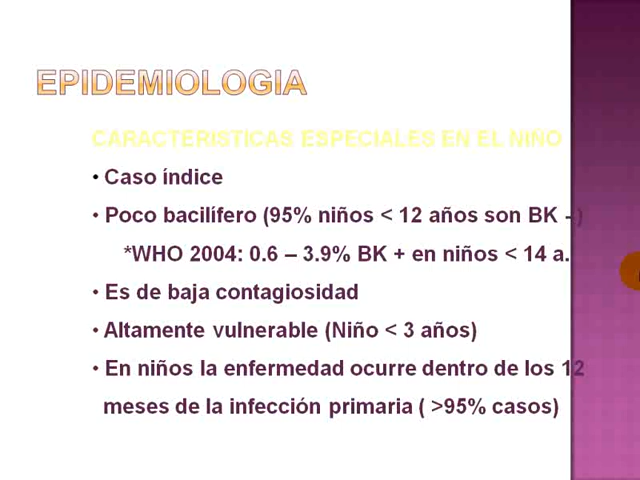 EPIDEMIOLOGIA
CARACTERISTICAS ESPECIALES EN EL NIÑO
• Caso índice
• Poco bacilífero (95% niños < 12 años son BK -)
*WHO 2004: 0.6 – 3.9% BK + en niños < 14 a.
• Es de baja contagiosidad
• Altamente vulnerable (Niño < 3 años)
• En niños la enfermedad ocurre dentro de los 12
meses de la infección primaria ( >95% casos)